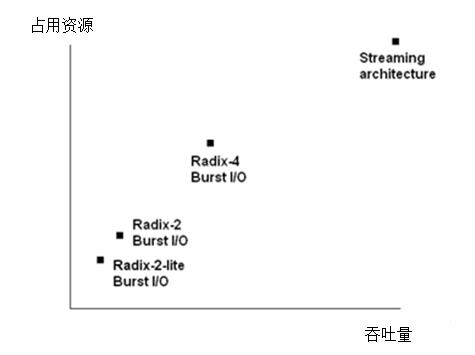 占用资源
Streaming
architecture
Radix-4
Burst I/O
Radix-2
Burst I/O
Radix-2-lite
Burst I/O
吞吐量